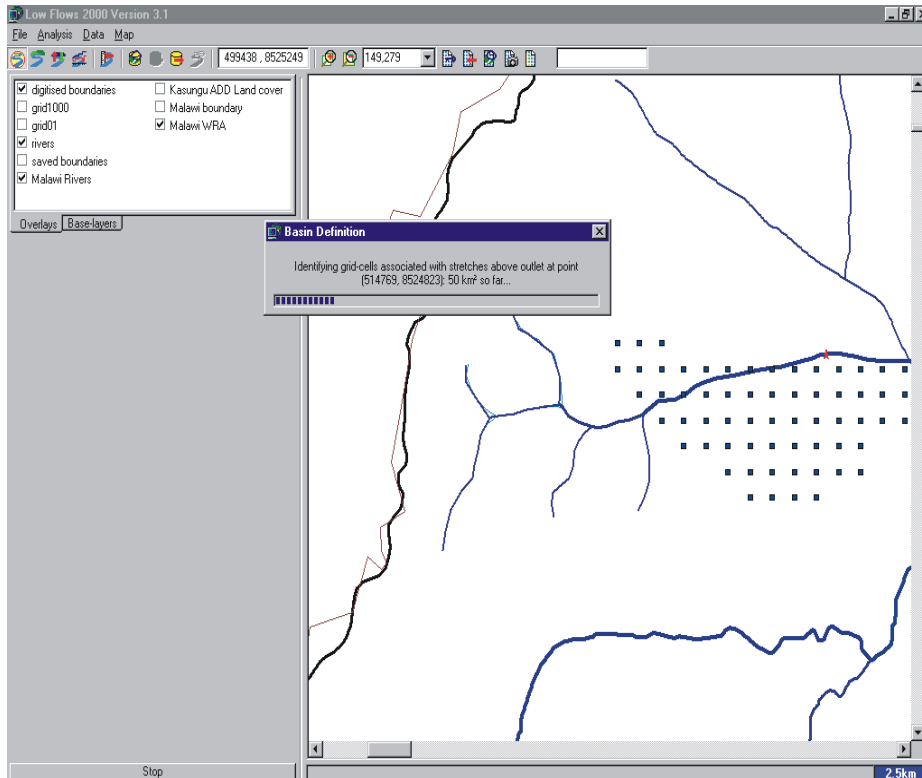 Low Flows 2000 Version 3.1
File Analysis Data Map
499438 , 8525249
149,279
digitised boundaries
grid1000
grid01
rivers
saved boundaries
Malawi Rivers
Kasungu ADD Land cover
Malawi boundary
Malawi WRA
Overlays Base-layers
Basin Definition
Identifying grid-cells associated with stretches above outlet at point
(514769, 8524823): 50 km² so far...
Stop
2.5km